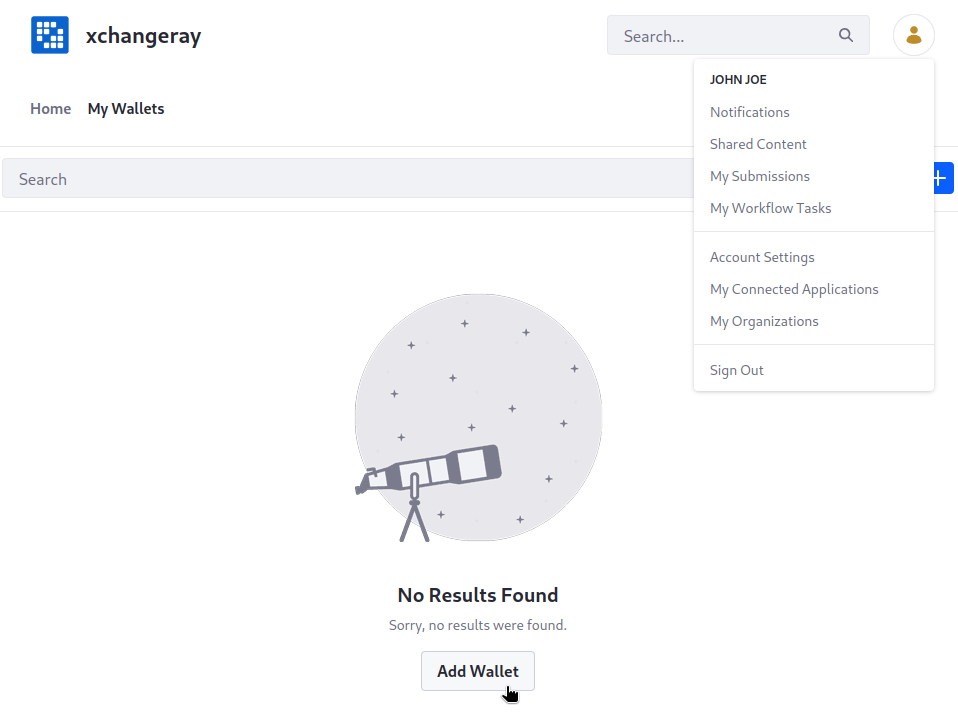 xchangeray
Search...
Home My Wallets
Search
JOHN JOE
Notifications
Shared Content
My Submissions
My Workflow Tasks
Account Settings
My Connected Applications
My Organizations
Sign Out
No Results Found
Sorry, no results were found.
Add Wallet